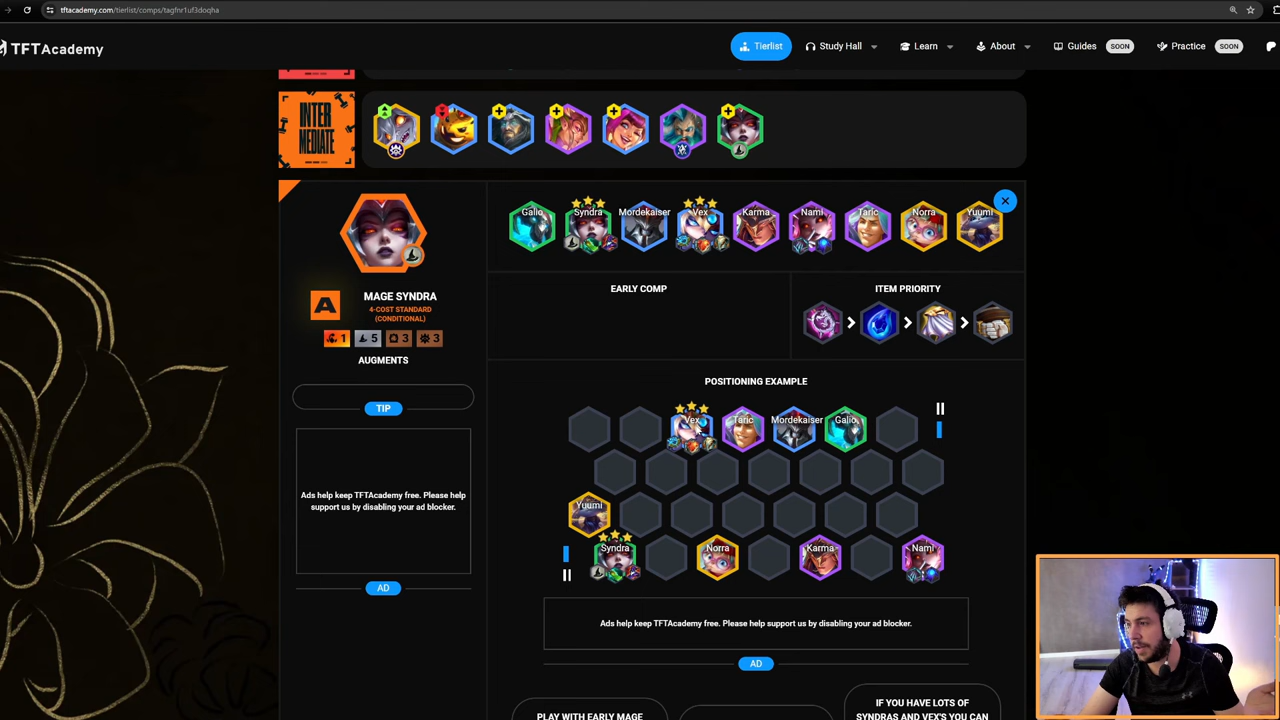 tftacademy.com/tierlist/comps/tagfnr1uf3doqha
TFTAcademy
Tierlist
Study Hall
Learn
About
Guides
SOON
Practice
SOON
INTER
MEDIATE
Galio
Syndra
Mordekaiser
Vex
Karma
Nami
Taric
Norra
Yuumi
A
MAGE SYNDRA
4-COST STANDARD
(CONDITIONAL)
1
5
3
3
AUGMENTS
TIP
Ads help keep TFTAcademy free. Please help
support us by disabling your ad blocker.
AD
EARLY COMP
ITEM PRIORITY
POSITIONING EXAMPLE
Vex
Taric
Mordekaiser
Galio
Yuumi
Syndra
Norra
Karma
Nami
Ads help keep TFTAcademy free. Please help support us by disabling your ad blocker.
AD
PLAY WITH EARLY MAGE
IF YOU HAVE LOTS OF
SYNDRAS AND VEX'S YOU CAN